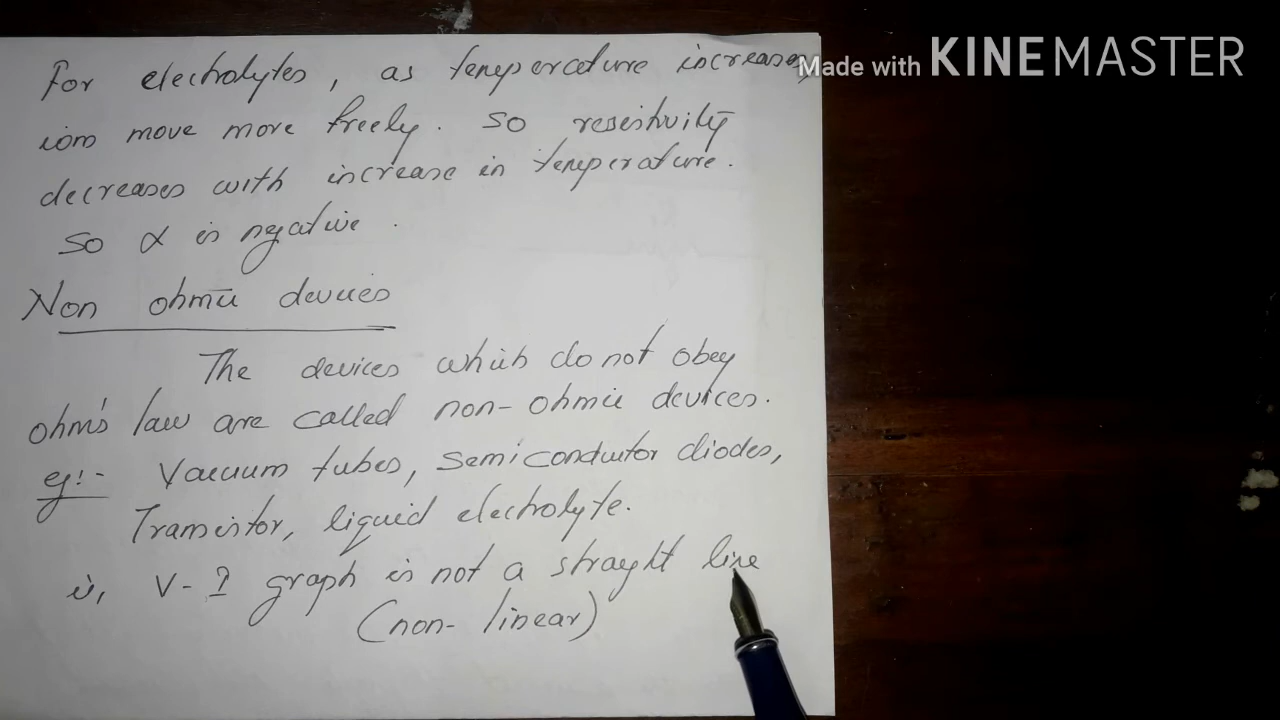 For electrolytes, as temperature increases,
ions move more freely. So resistivity
decreases with increase in temperature.
So α is negative.
Non ohmic devices
The devices which do not obey
ohm's law are called non-ohmic devices.
eg:- Vacuum tubes, semiconductor diodes,
Transistor, liquid electrolyte.
ie, V-I graph is not a straight line
(non-linear)
Made with KINEMASTER